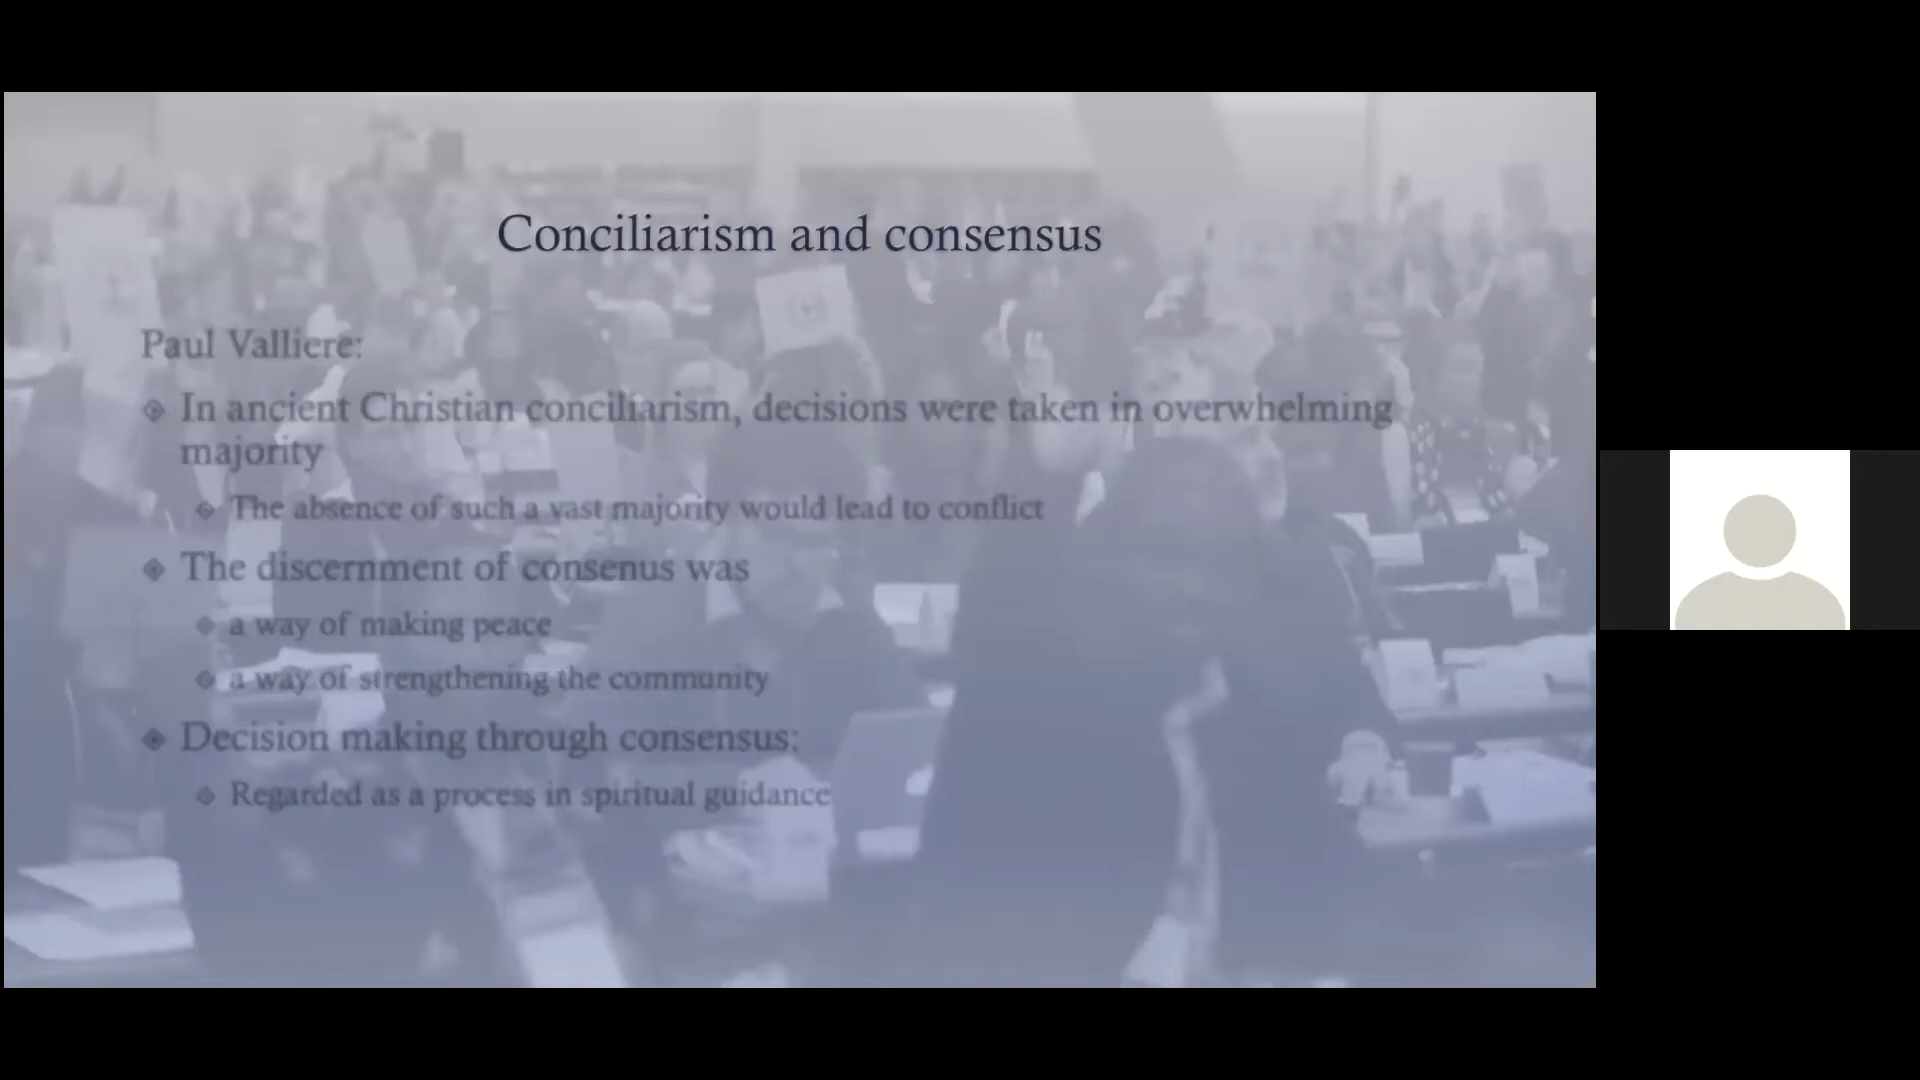 Conciliarism and consensus
Paul Valliere:
In ancient Christian conciliarism, decisions were taken in overwhelming
majority
The absence of such a vast majority would lead to conflict
The discernment of consenus was
a way of making peace
a way of strengthening the community
Decision making through consensus:
Regarded as a process in spiritual guidance